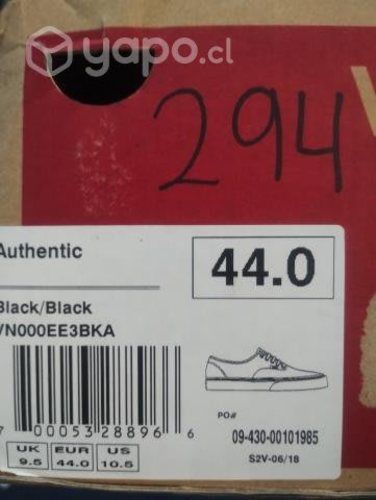 yapo.cl
294
V
Authentic
44.0
Black/Black
VN000EE3BKA
PO#
7 00053 28896 6
09-430-00101985
S2V-06/18
UK EUR US
9.5 44.0 10.5